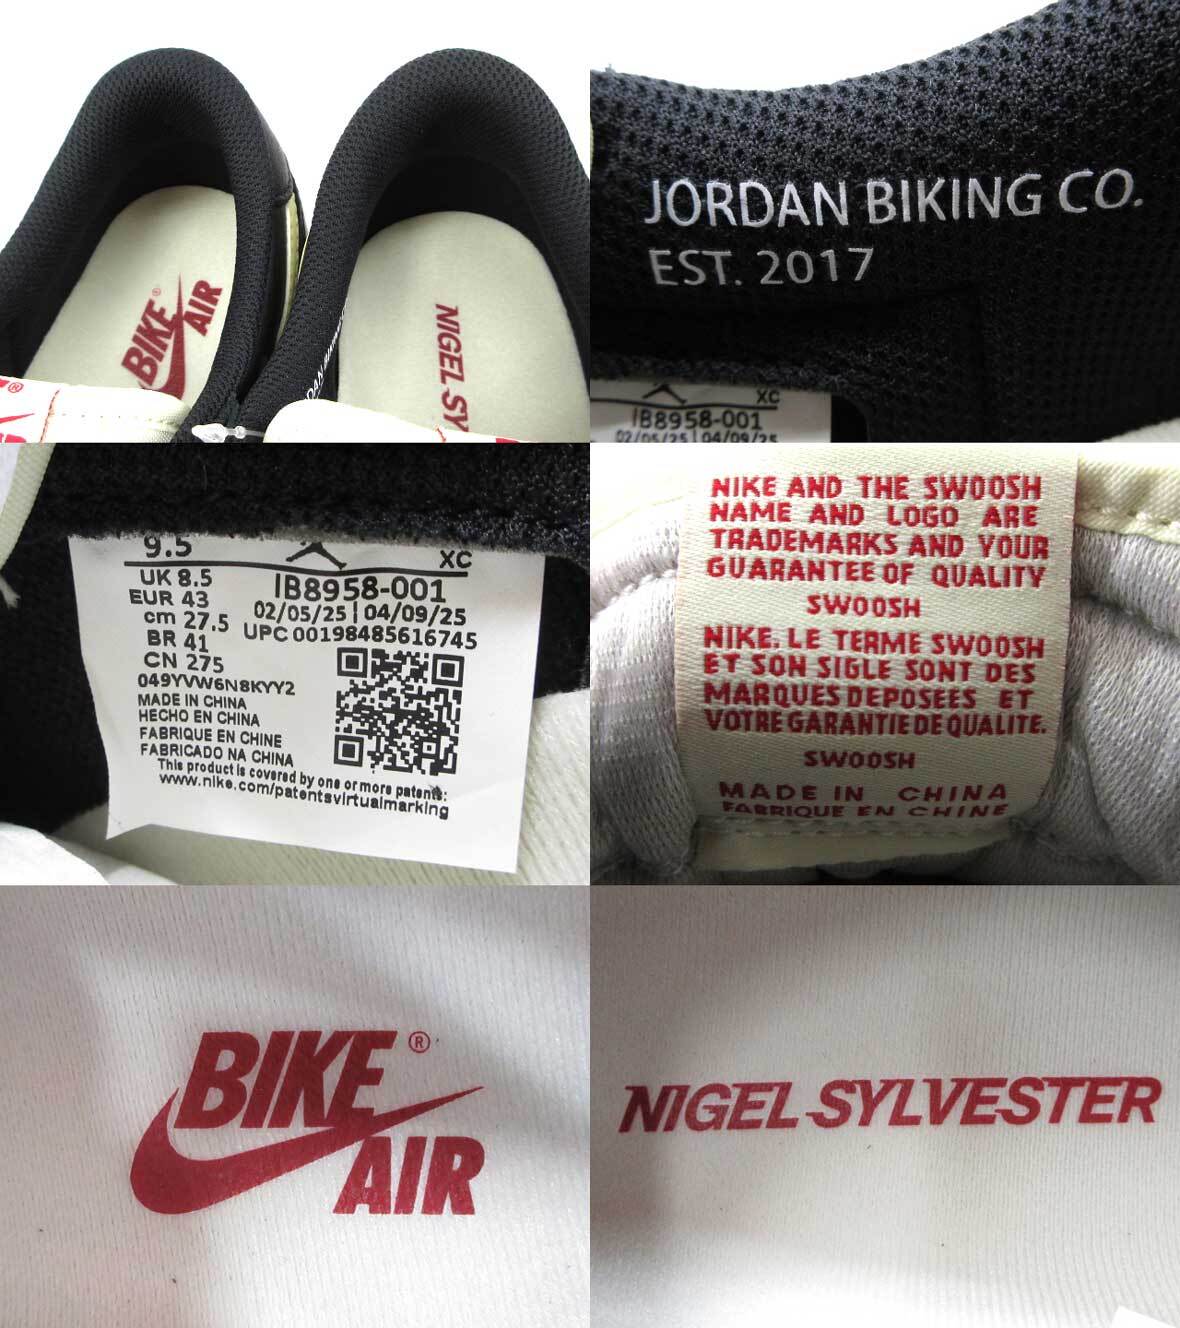 BIKE®
AIR
NIGEL SY
DAN BIKING
®
JORDAN BIKING CO.
EST. 2017
XC
IB8958-001
02/05/25 | 04/09/25
9.5
XC
UK 8.5
EUR 43
cm 27.5
BR 41
CN 275
IB8958-001
02/05/25 | 04/09/25
UPC 00198485616745
049YVW6N8KYY2
MADE IN CHINA
HECHO EN CHINA
FABRIQUE EN CHINE
FABRICADO NA CHINA
This product is covered by one or more patents:
www.nike.com/patentsvirtualmarking
NIKE AND THE SWOOSH
NAME AND LOGO ARE
TRADEMARKS AND YOUR
GUARANTEE OF QUALITY
SWOOSH
NIKE, LE TERME SWOOSH
ET SON SIGLE SONT DES
MARQUES DEPOSÉES ET
VOTRE GARANTIE DE QUALITE.
SWOOSH
MADE IN CHINA
FABRIQUE EN CHINE
BIKE®
AIR
NIGEL SYLVESTER